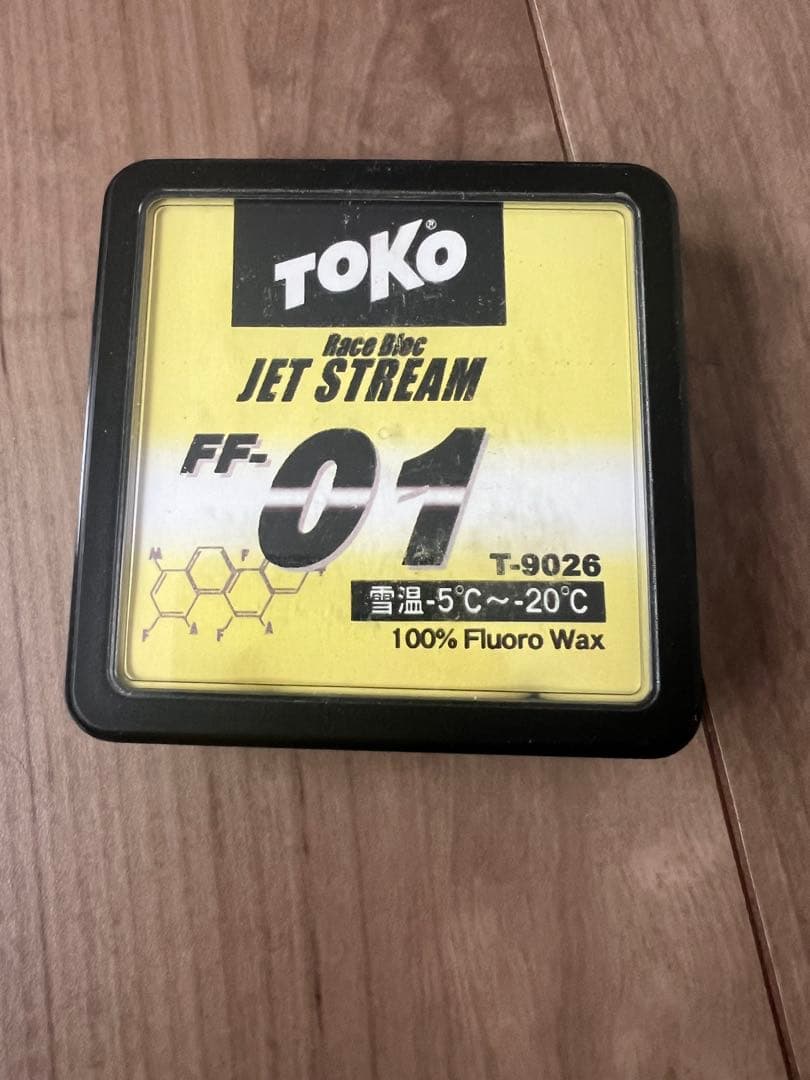 TOKO®
Race Bloc
JET STREAM
FF-01
T-9026
雪温-5℃～-20℃
100% Fluoro Wax
M F F
F A F A